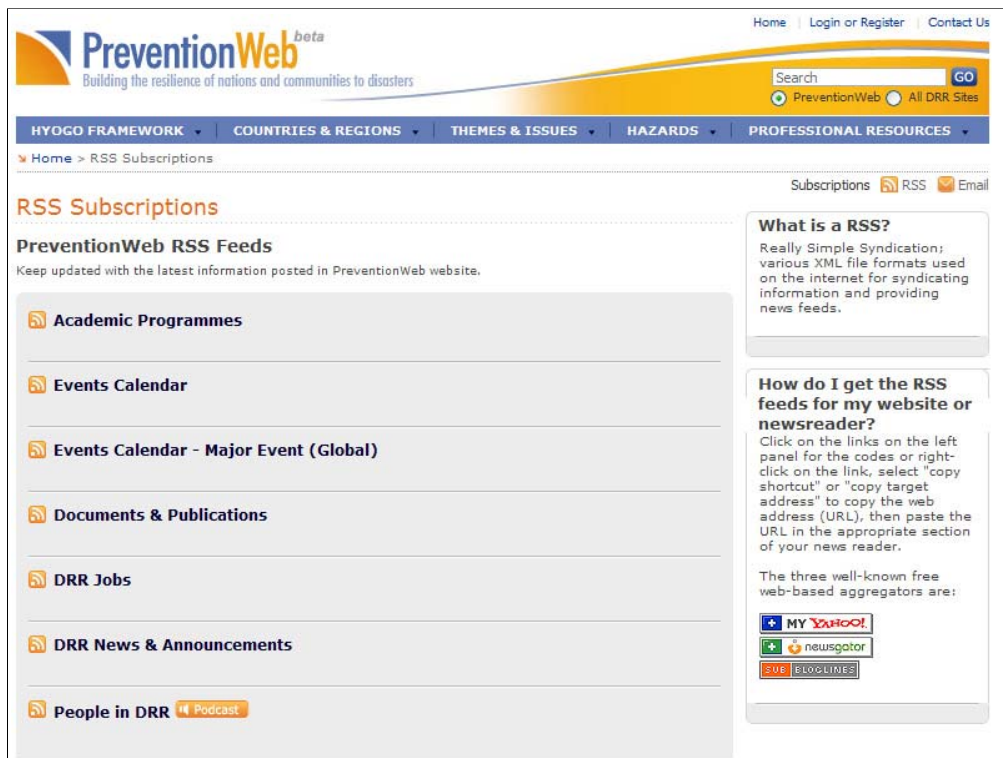 Home | Login or Register | Contact Us
PreventionWeb beta
Building the resilience of nations and communities to disasters
Search GO
PreventionWeb All DRR Sites
HYOGO FRAMEWORK COUNTRIES & REGIONS THEMES & ISSUES HAZARDS PROFESSIONAL RESOURCES
Home > RSS Subscriptions
Subscriptions RSS Email
RSS Subscriptions
PreventionWeb RSS Feeds
Keep updated with the latest information posted in PreventionWeb website.
Academic Programmes
Events Calendar
Events Calendar - Major Event (Global)
Documents & Publications
DRR Jobs
DRR News & Announcements
People in DRR Podcast
What is a RSS?
Really Simple Syndication;
various XML file formats used
on the internet for syndicating
information and providing
news feeds.
How do I get the RSS
feeds for my website or
newsreader?
Click on the links on the left
panel for the codes or right-
click on the link, select "copy
shortcut" or "copy target
address" to copy the web
address (URL), then paste the
URL in the appropriate section
of your news reader.
The three well-known free
web-based aggregators are:
MY YAHOO!
newsgator
SUB BLOGLINES